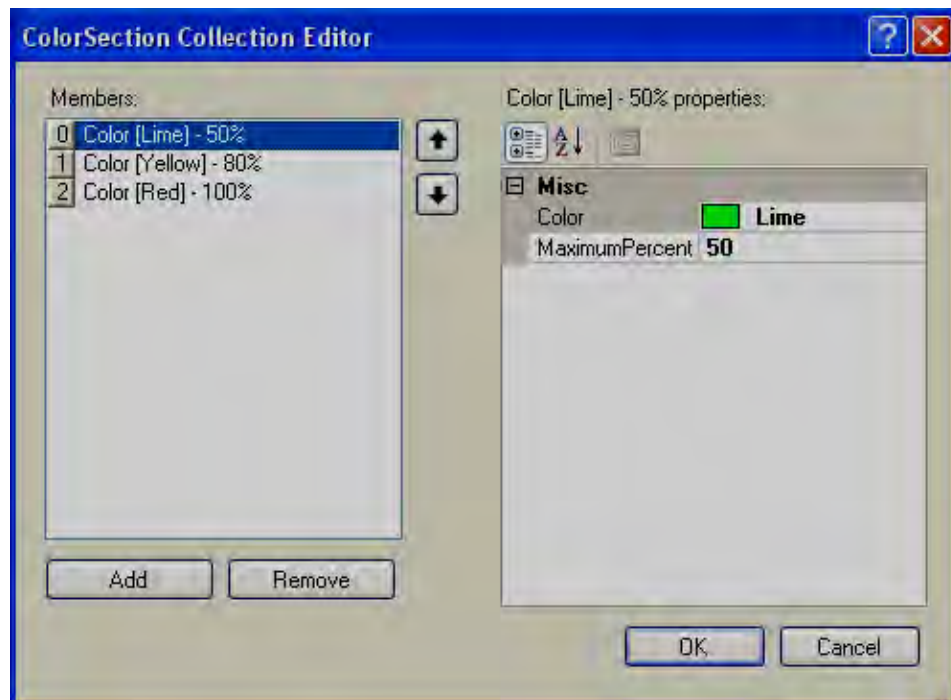 ColorSection Collection Editor
Members:
0 Color [Lime] - 50%
1 Color [Yellow] - 80%
2 Color [Red] - 100%
Add Remove
Color [Lime] - 50% properties:
A
Z
Misc
Color Lime
MaximumPercent 50
OK Cancel